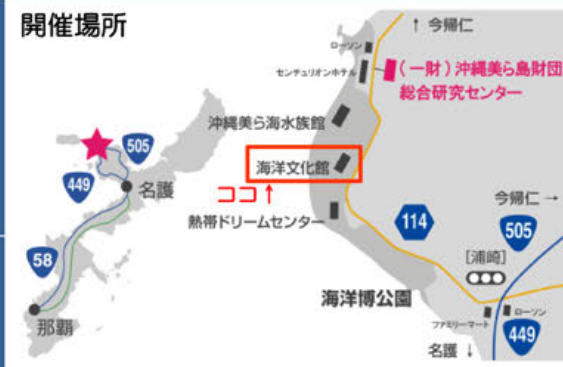 開催場所
↑ 今帰仁
ローソン
センチュリオンホテル
(一財)沖縄美ら島財団
総合研究センター
沖縄美ら海水族館
505
449
名護
海洋文化館
ココ↑
今帰仁 →
熱帯ドリームセンター
114
505
58
[浦崎]
海洋博公園
那覇
ファミリーマート
ローソン
449
名護 ↓